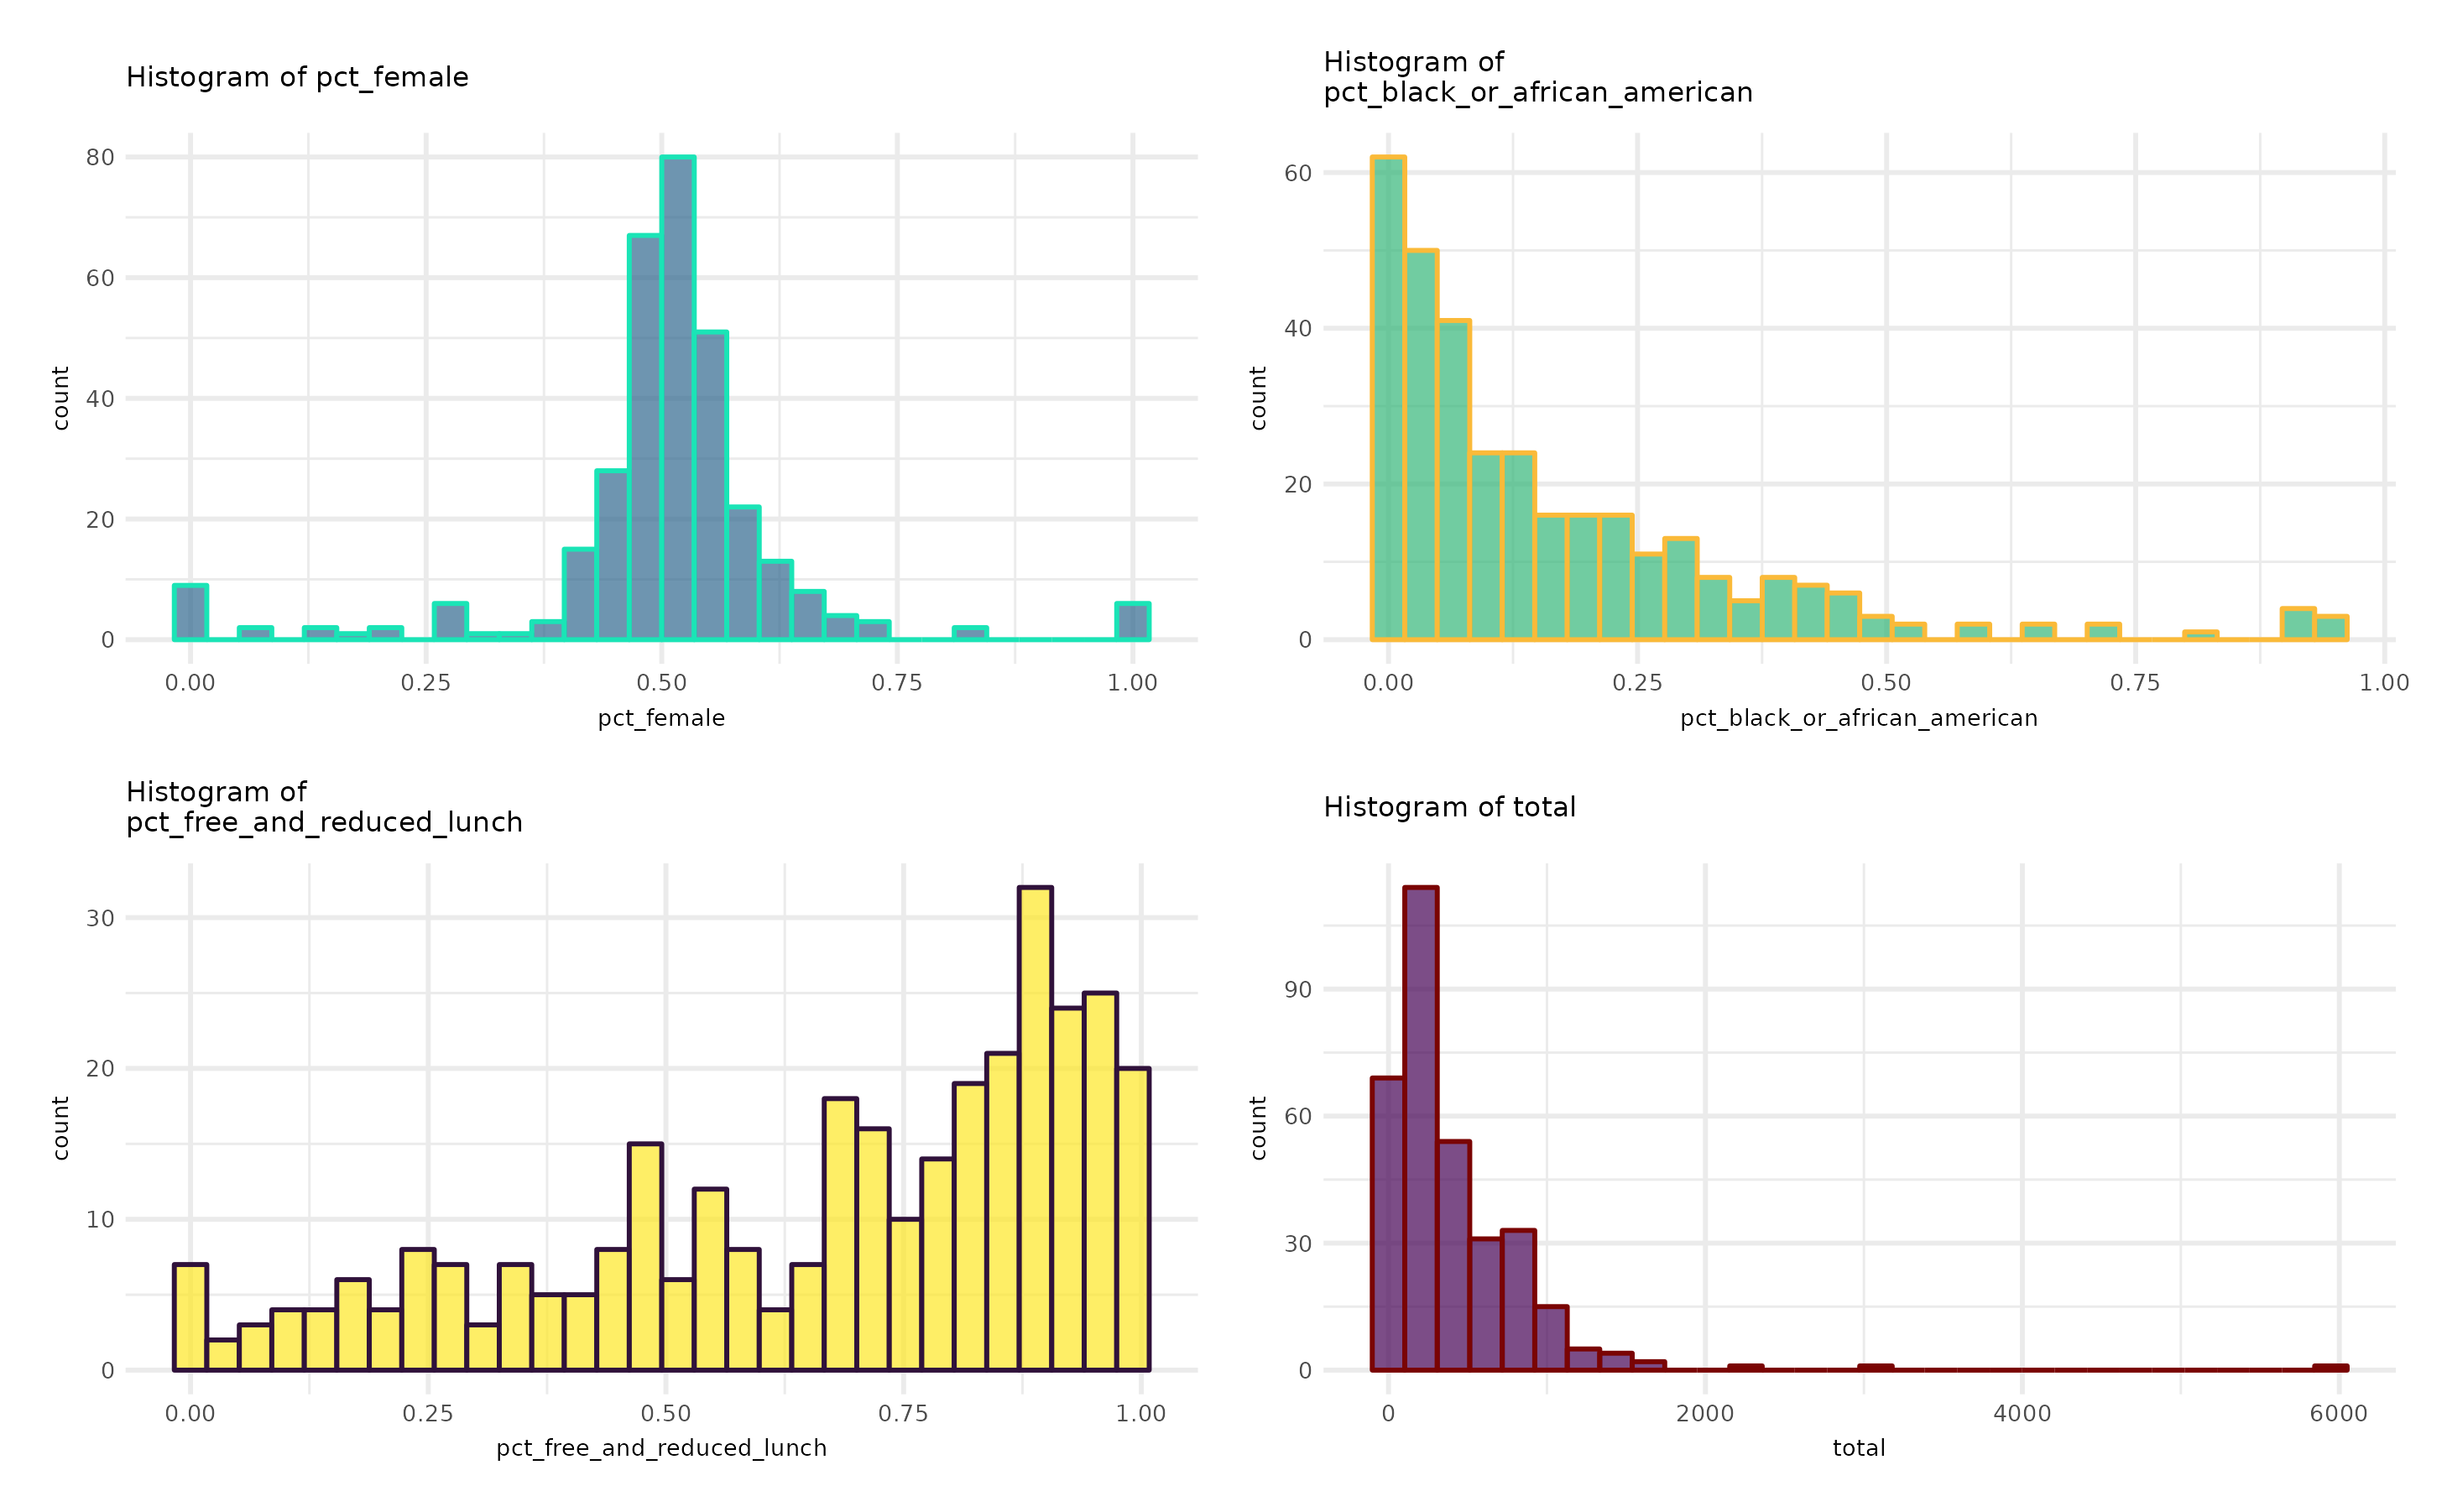 Histogram of pct_female
80
60
40
20
0
count
0.00 0.25 0.50 0.75 1.00
pct_female
Histogram of
pct_black_or_african_american
60
40
20
0
count
0.00 0.25 0.50 0.75 1.00
pct_black_or_african_american
Histogram of
pct_free_and_reduced_lunch
30
20
10
0
count
0.00 0.25 0.50 0.75 1.00
pct_free_and_reduced_lunch
Histogram of total
90
60
30
0
count
0 2000 4000 6000
total